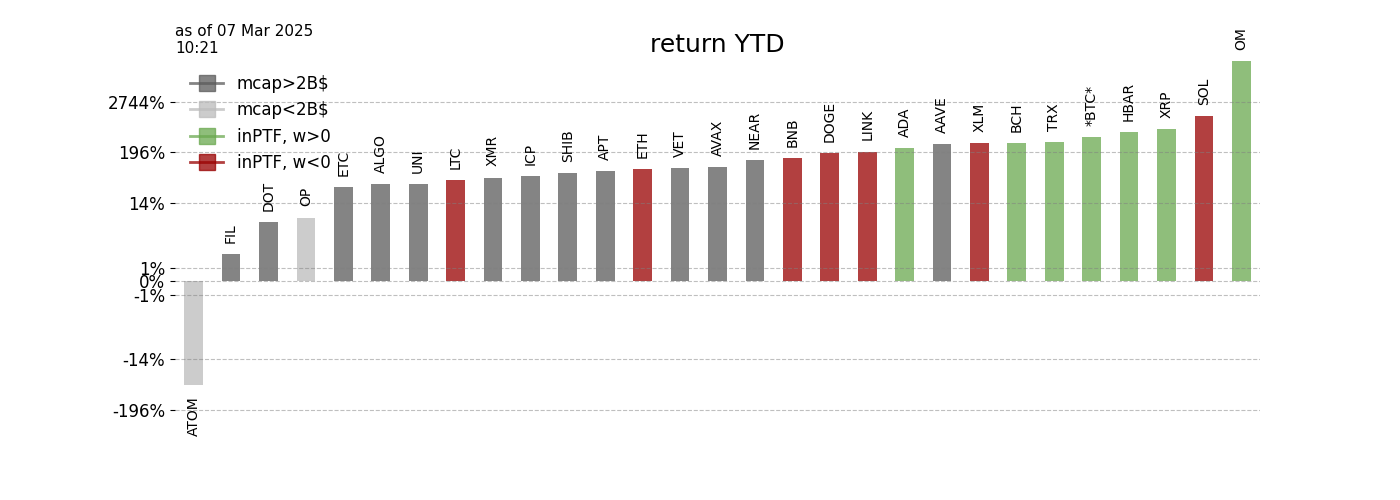 as of 07 Mar 2025
10:21
return YTD
mcap>2B$
mcap<2B$
inPTF, w>0
inPTF, w<0
2744%
196%
14%
1%
0%
-1%
-14%
-196%
ATOM
FIL
DOT
OP
ETC
ALGO
UNI
LTC
XMR
ICP
SHIB
APT
ETH
VET
AVAX
NEAR
BNB
DOGE
LINK
ADA
AAVE
XLM
BCH
TRX
*BTC*
HBAR
XRP
SOL
OM